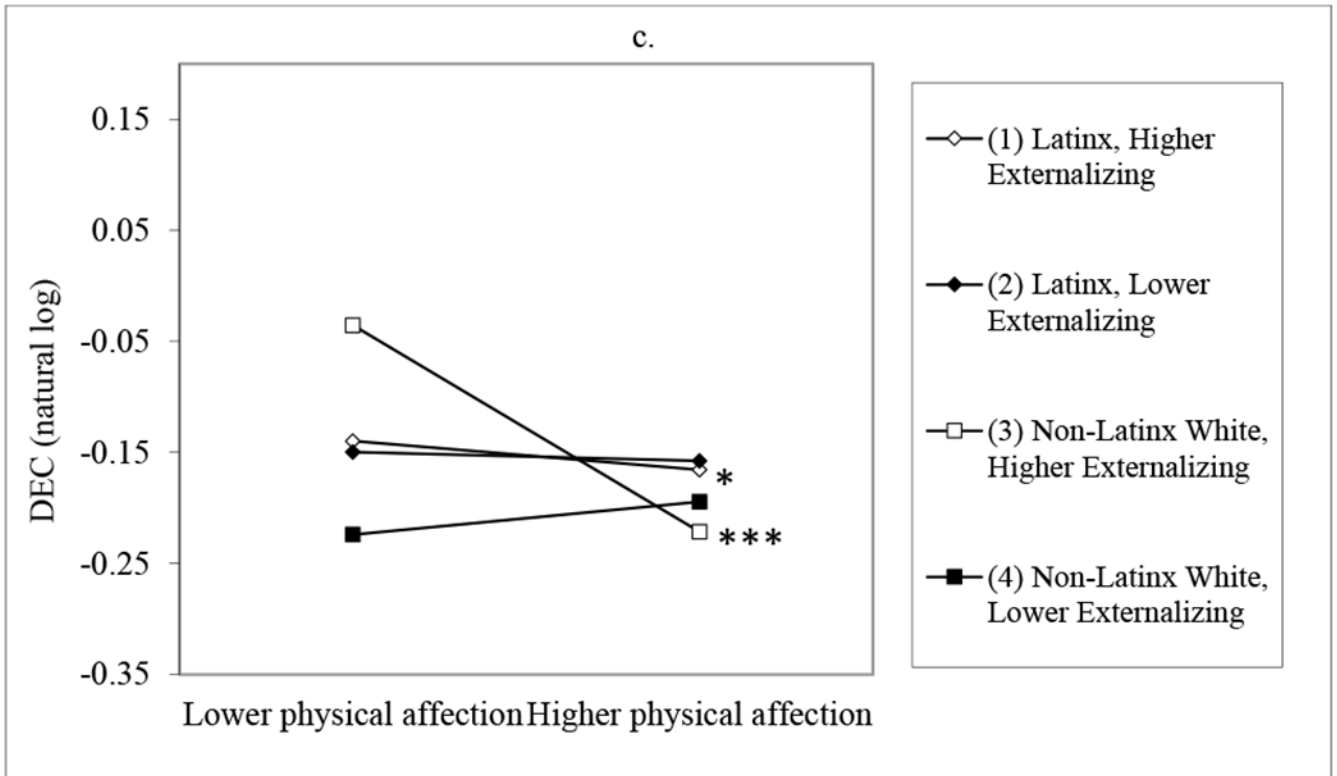 c.
0.15
0.05
-0.05
-0.15
-0.25
-0.35
DEC (natural log)
*
***
Lower physical affection Higher physical affection
(1) Latinx, Higher
Externalizing
(2) Latinx, Lower
Externalizing
(3) Non-Latinx White,
Higher Externalizing
(4) Non-Latinx White,
Lower Externalizing